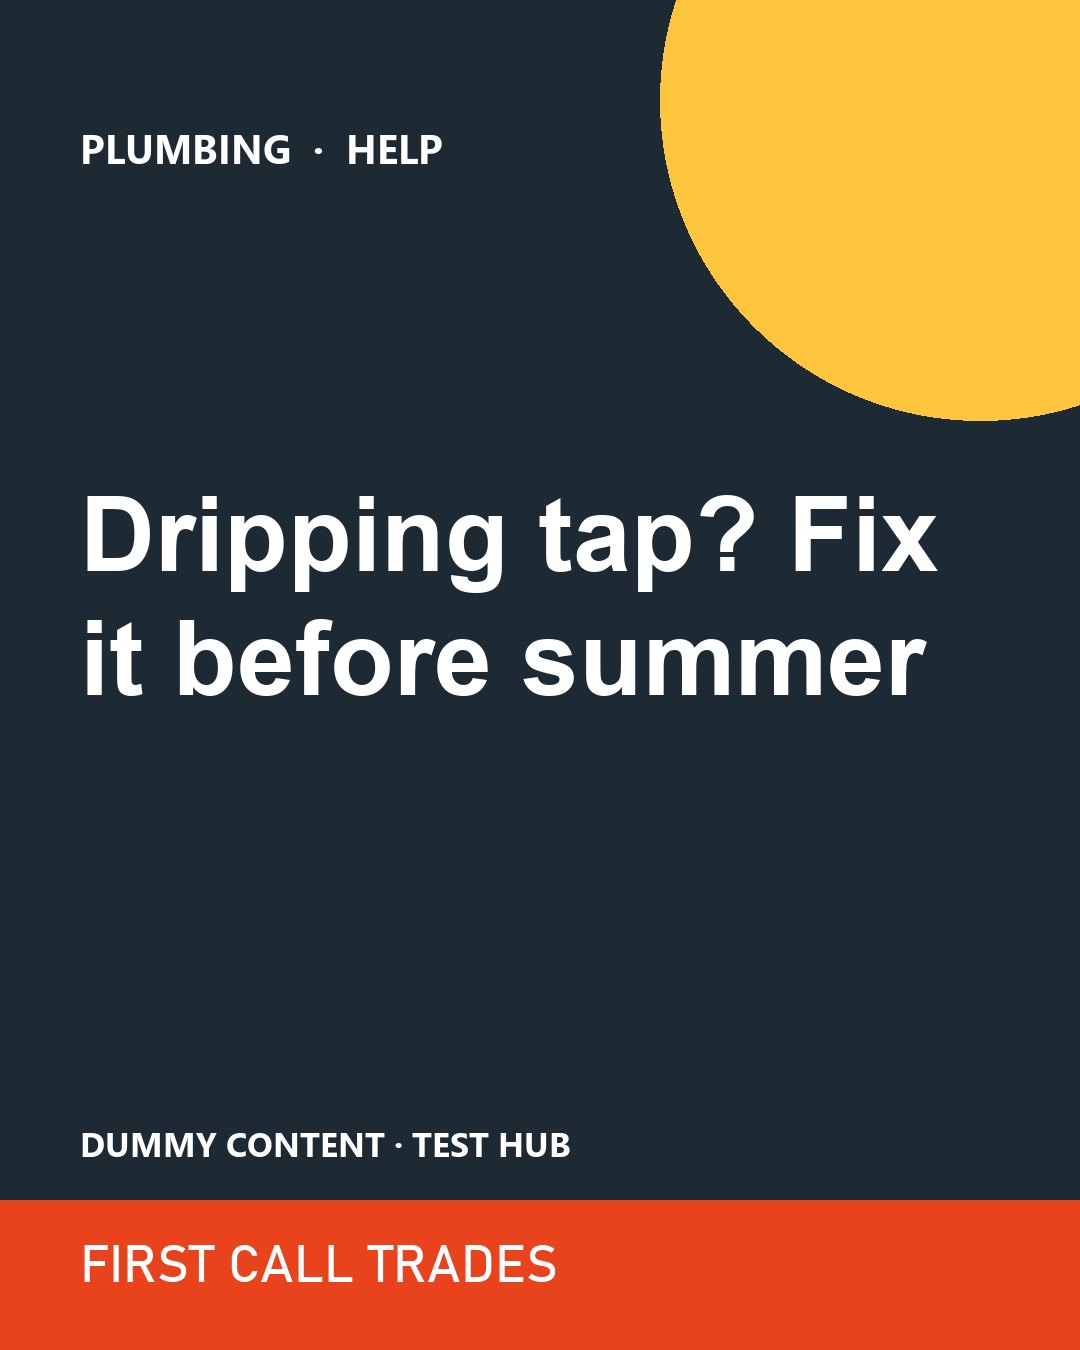 PLUMBING · HELP
Dripping tap? Fix
it before summer
DUMMY CONTENT · TEST HUB
FIRST CALL TRADES